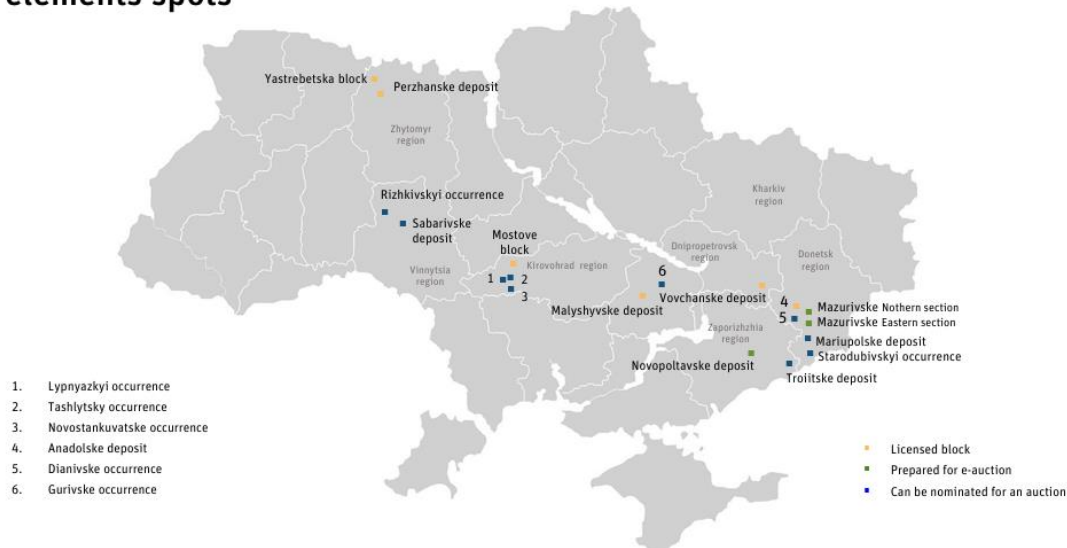 elements spots
Yastrebetska block
Perzhanske deposit
Zhytomyr
region
Rizhkivskyi occurrence
Sabarivske
deposit
Mostove
block
Vinnytsia
region
Kirovohrad region
1
2
3
Kharkiv
region
Dnipropetrovsk
region
Donetsk
region
6
Malyshyvske deposit
Vovchanske deposit
4
5
Mazurivske Nothern section
Mazurivske Eastern section
Zaporizhzhia
region
Mariupolske deposit
Starodubivskyi occurrence
Novopoltavske deposit
Troiitske deposit
1. Lypnyazkyi occurrence
2. Tashlytsky occurrence
3. Novostankuvatske occurrence
4. Anadolske deposit
5. Dianivske occurrence
6. Gurivske occurrence
Licensed block
Prepared for e-auction
Can be nominated for an auction